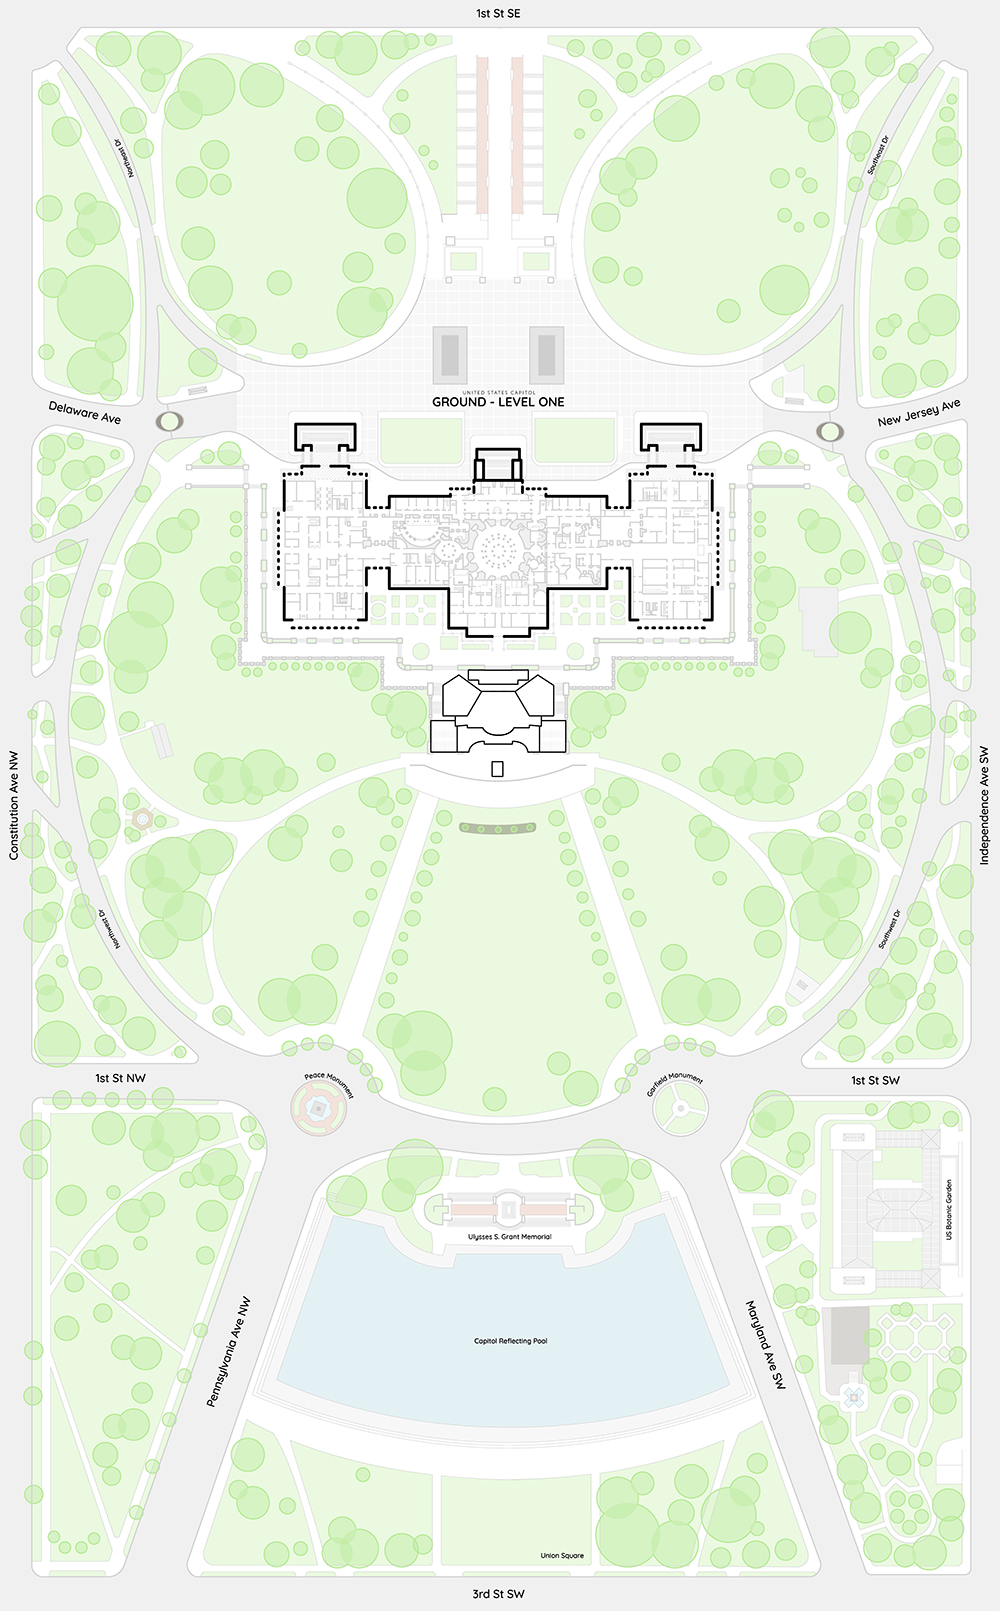 1st St SE
Northeast Dr
Southeast Dr
UNITED STATES CAPITOL
GROUND - LEVEL ONE
Delaware Ave
New Jersey Ave
Constitution Ave NW
Independence Ave SW
Northwest Dr
Southwest Dr
1st St NW
Peace Monument
Garfield Monument
1st St SW
US Botanic Garden
Ulysses S. Grant Memorial
Capitol Reflecting Pool
Pennsylvania Ave NW
Maryland Ave SW
Union Square
3rd St SW